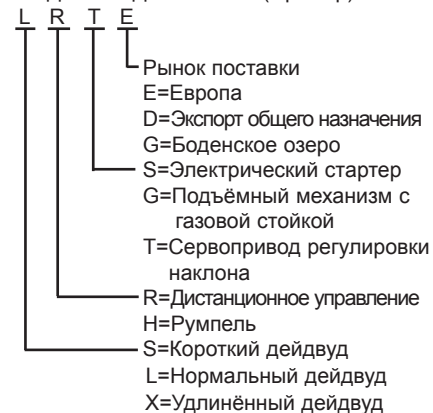 L R T E
Рынок поставки
E=Европа
D=Экспорт общего назначения
G=Боденское озеро
S=Электрический стартер
G=Подъёмный механизм с
газовой стойкой
T=Сервопривод регулировки
наклона
R=Дистанционное управление
H=Румпель
S=Короткий дейдвуд
L=Нормальный дейдвуд
X=Удлинённый дейдвуд